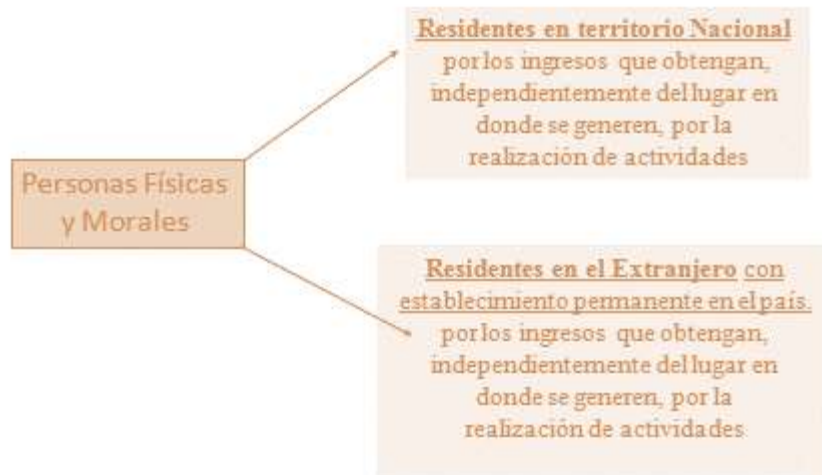 Residentes en territorio Nacional
por los ingresos que obtengan,
independientemente del lugar en
donde se generen, por la
realización de actividades
Personas Físicas
y Morales
Residentes en el Extranjero con
establecimiento permanente en el país.
por los ingresos que obtengan,
independientemente del lugar en
donde se generen, por la
realización de actividades